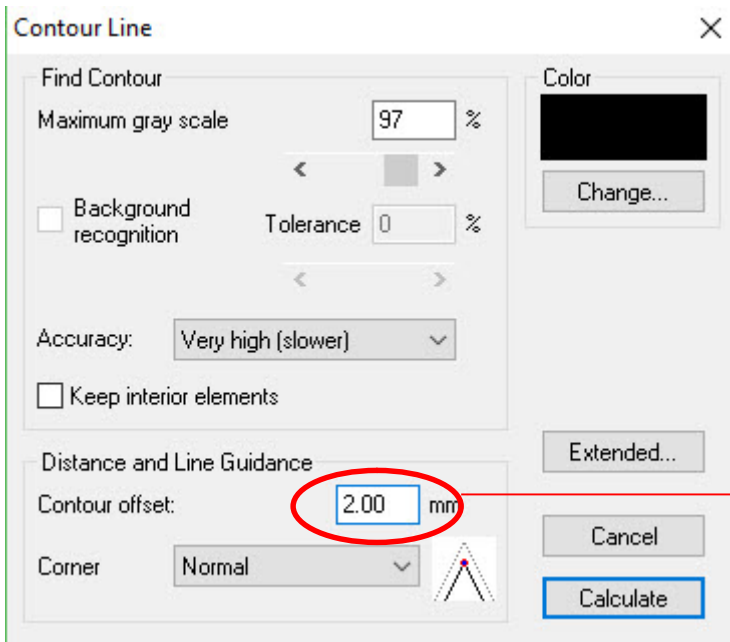 Contour Line
Find Contour
Maximum gray scale 97 %
Background
recognition
Tolerance 0 %
Accuracy: Very high (slower)
Keep interior elements
Distance and Line Guidance
Contour offset: 2.00 mm
Corner Normal
Color
Change...
Extended...
Cancel
Calculate